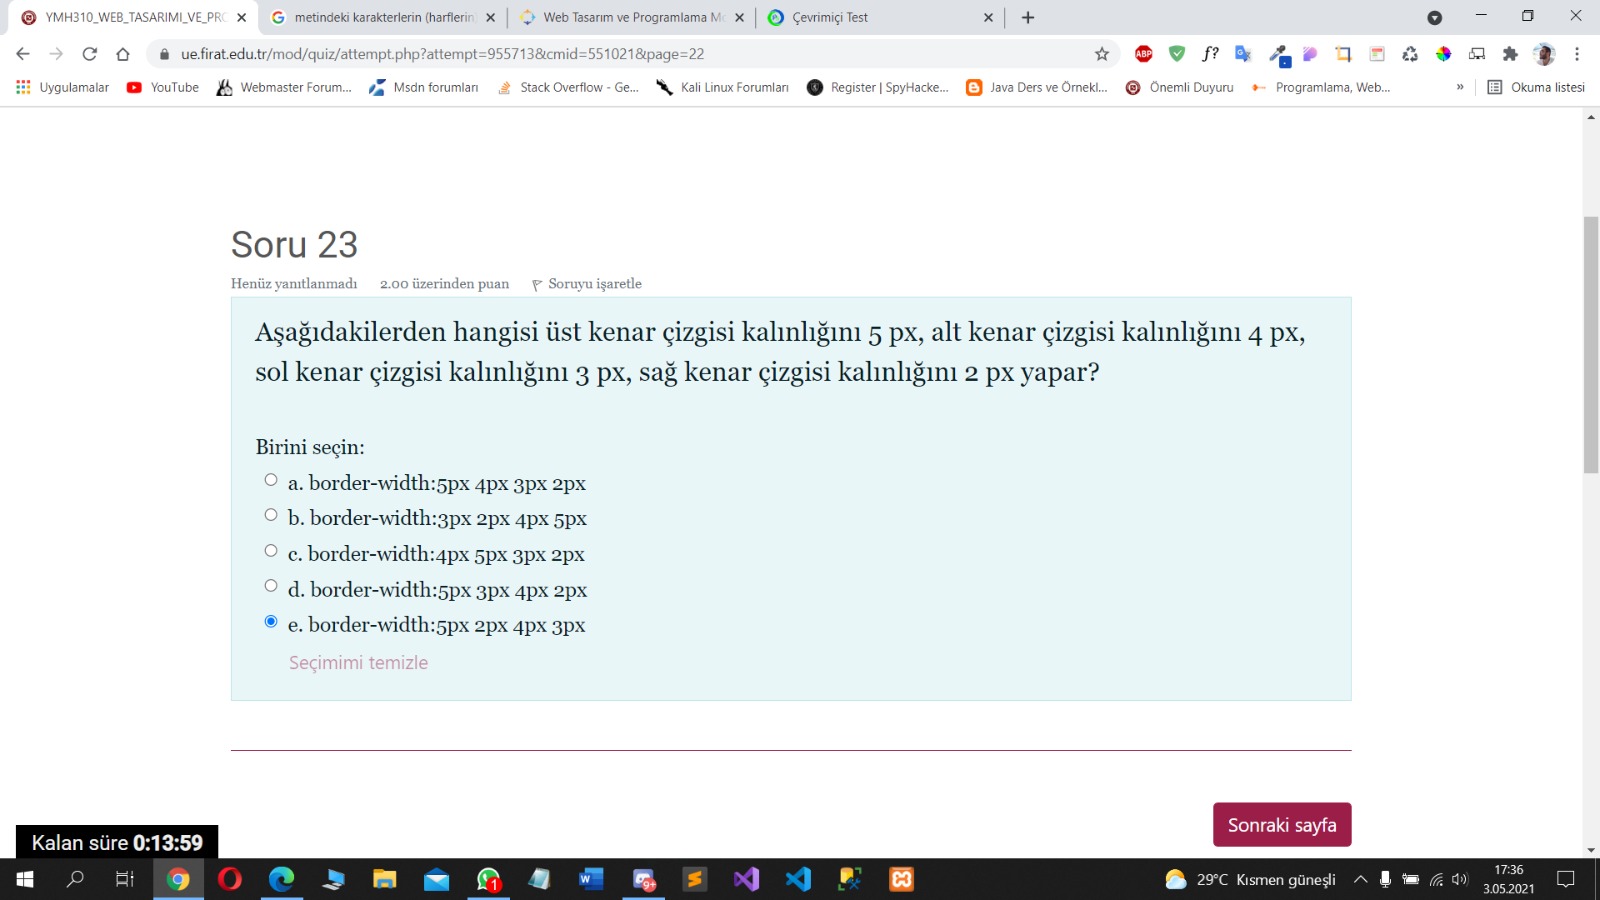 YMH310_WEB_TASARIMI_VE_PRO
metindeki karakterlerin (harflerin
Web Tasarım ve Programlama Mo
Çevrimiçi Test
ue.firat.edu.tr/mod/quiz/attempt.php?attempt=955713&cmid=551021&page=22
ABP
f?
Uygulamalar
YouTube
Webmaster Forum...
Msdn forumları
Stack Overflow - Ge...
Kali Linux Forumları
Register | SpyHacke...
Java Ders ve Örnekl...
Önemli Duyuru
Programlama, Web...
»
Okuma listesi
Soru 23
Henüz yanıtlanmadı 2.00 üzerinden puan Soruyu işaretle
Aşağıdakilerden hangisi üst kenar çizgisi kalınlığını 5 px, alt kenar çizgisi kalınlığını 4 px,
sol kenar çizgisi kalınlığını 3 px, sağ kenar çizgisi kalınlığını 2 px yapar?
Birini seçin:
a. border-width:5px 4px 3px 2px
b. border-width:3px 2px 4px 5px
c. border-width:4px 5px 3px 2px
d. border-width:5px 3px 4px 2px
e. border-width:5px 2px 4px 3px
Seçimimi temizle
Sonraki sayfa
Kalan süre 0:13:59
1
9+
29°C Kısmen güneşli
17:36
3.05.2021